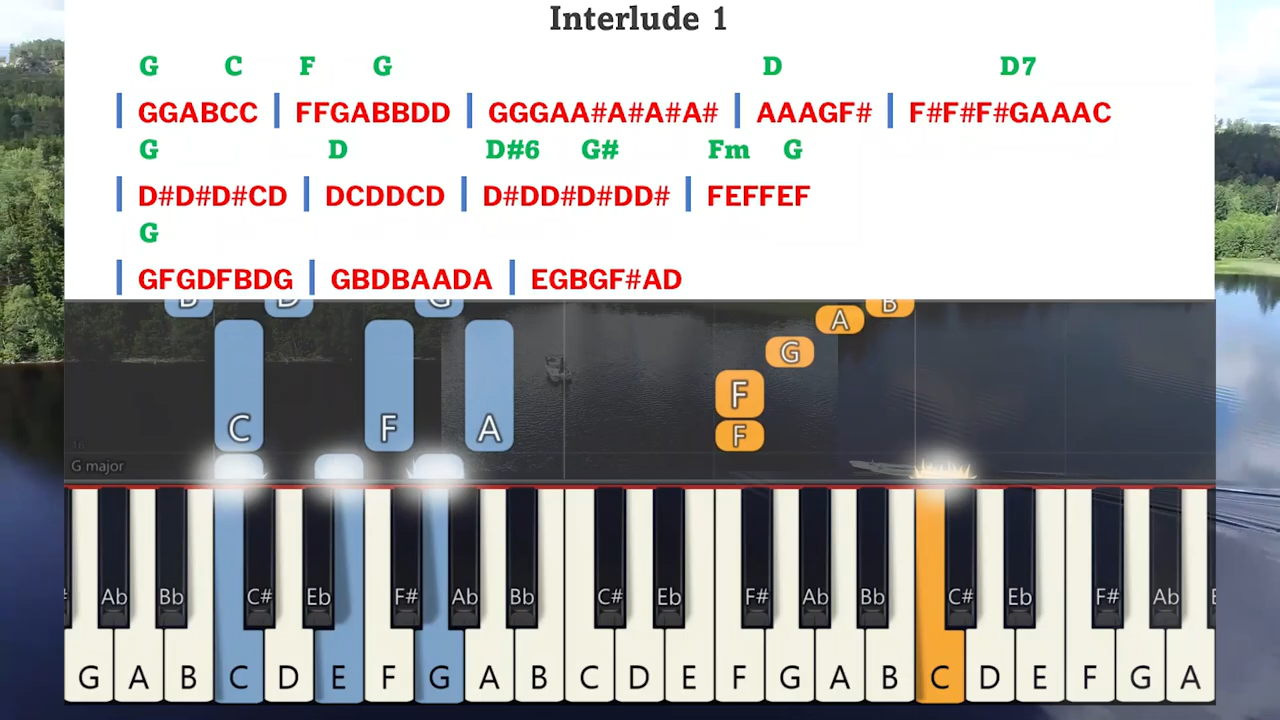 Interlude 1
G C F G D D7
| GGABCC | FFGABBDD | GGGAA#A#A#A# | AAAGF# | F#F#F#GAAAC
G D D#6 G# Fm G
| D#D#D#CD | DCDDCD | D#DD#D#DD# | FEFFEF
G
| GFGDFBDG | GBDBAADA | EGBGF#AD
B D G B
A
G
F
C F A F
16
G major
Ab Bb C# Eb F# Ab Bb C# Eb F# Ab Bb C# Eb F# Ab
G A B C D E F G A B C D E F G A B C D E F G A